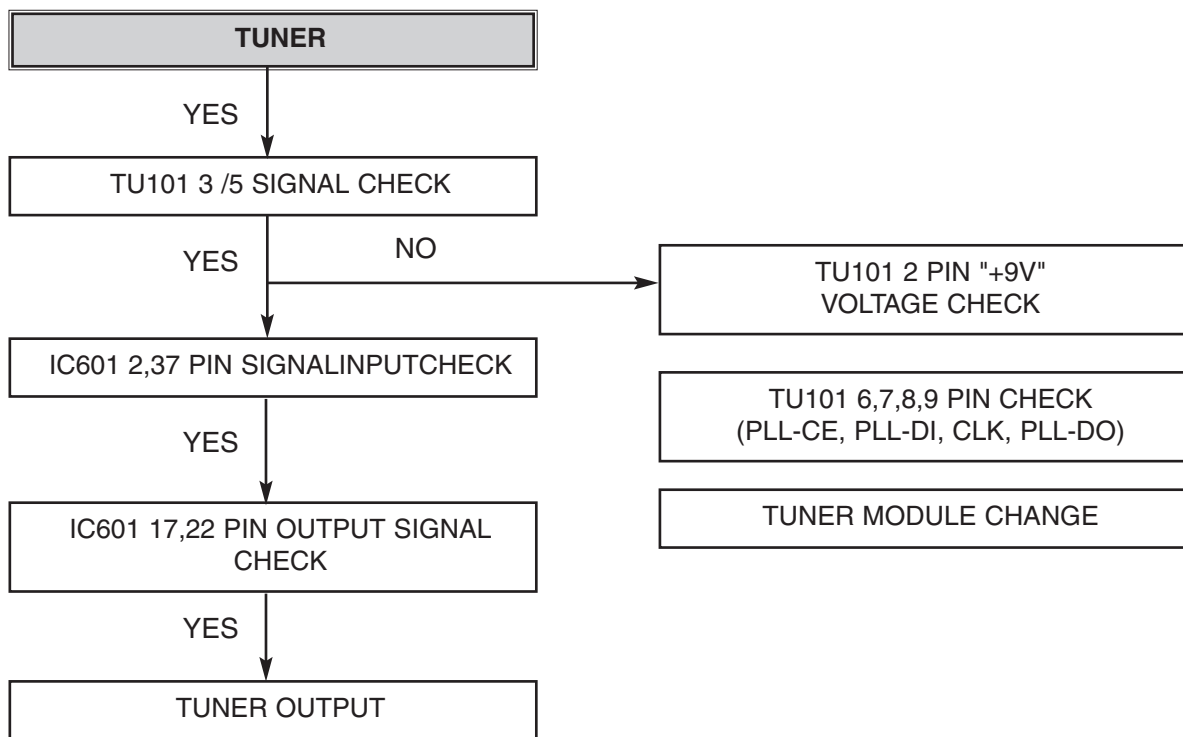 TUNER
YES
TU101 3 /5 SIGNAL CHECK
YES
NO
TU101 2 PIN "+9V"
VOLTAGE CHECK
IC601 2,37 PIN SIGNALINPUTCHECK
TU101 6,7,8,9 PIN CHECK
(PLL-CE, PLL-DI, CLK, PLL-DO)
YES
TUNER MODULE CHANGE
IC601 17,22 PIN OUTPUT SIGNAL
CHECK
YES
TUNER OUTPUT